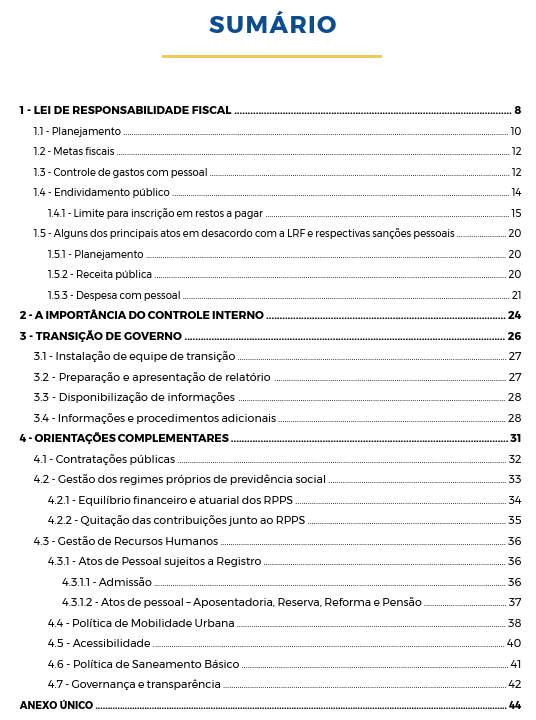 SUMÁRIO
1 - LEI DE RESPONSABILIDADE FISCAL ........ 8
1.1 - Planejamento ........ 10
1.2 - Metas fiscais ........ 12
1.3 - Controle de gastos com pessoal ........ 12
1.4 - Endividamento público ........ 14
1.4.1 - Limite para inscrição em restos a pagar ........ 15
1.5 - Alguns dos principais atos em desacordo com a LRF e respectivas sanções pessoais ........ 20
1.5.1 - Planejamento ........ 20
1.5.2 - Receita pública ........ 20
1.5.3 - Despesa com pessoal ........ 21
2 - A IMPORTÂNCIA DO CONTROLE INTERNO ........ 24
3 - TRANSIÇÃO DE GOVERNO ........ 26
3.1 - Instalação de equipe de transição ........ 27
3.2 - Preparação e apresentação de relatório ........ 27
3.3 - Disponibilização de informações ........ 28
3.4 - Informações e procedimentos adicionais ........ 28
4 - ORIENTAÇÕES COMPLEMENTARES ........ 31
4.1 - Contratações públicas ........ 32
4.2 - Gestão dos regimes próprios de previdência social ........ 33
4.2.1 - Equilíbrio financeiro e atuarial dos RPPS ........ 34
4.2.2 - Quitação das contribuições junto ao RPPS ........ 35
4.3 - Gestão de Recursos Humanos ........ 36
4.3.1 - Atos de Pessoal sujeitos a Registro ........ 36
4.3.1.1 - Admissão ........ 36
4.3.1.2 - Atos de pessoal – Aposentadoria, Reserva, Reforma e Pensão ........ 37
4.4 - Política de Mobilidade Urbana ........ 38
4.5 - Acessibilidade ........ 40
4.6 - Política de Saneamento Básico ........ 41
4.7 - Governança e transparência ........ 42
ANEXO ÚNICO ........ 44